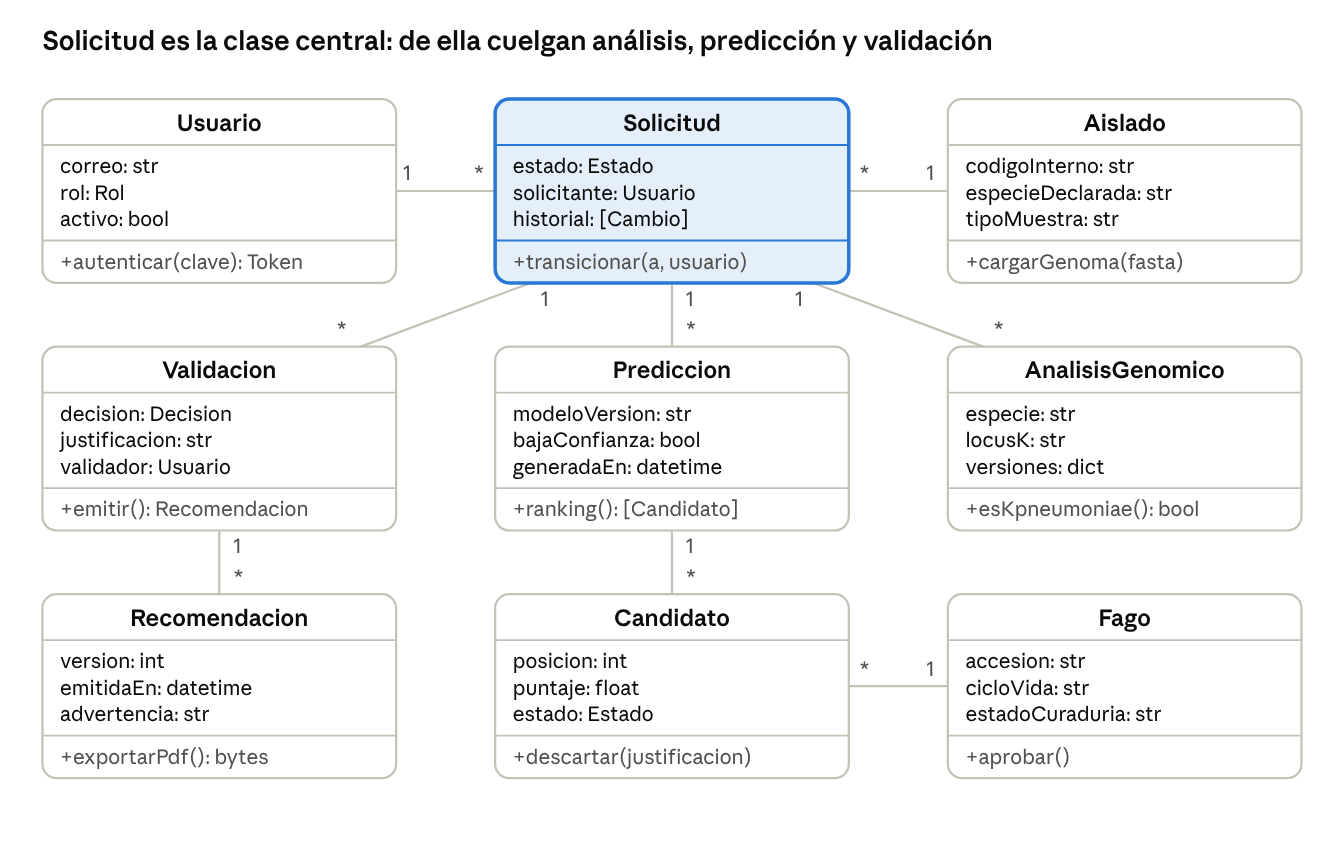 Solicitud es la clase central: de ella cuelgan análisis, predicción y validación
Usuario
correo: str
rol: Rol
activo: bool
+autenticar(clave): Token
1
*
Solicitud
estado: Estado
solicitante: Usuario
historial: [Cambio]
+transicionar(a, usuario)
*
1
Aislado
codigoInterno: str
especieDeclarada: str
tipoMuestra: str
+cargarGenoma(fasta)
1
1
1
*
*
*
Validacion
decision: Decision
justificacion: str
validador: Usuario
+emitir(): Recomendacion
Prediccion
modeloVersion: str
bajaConfianza: bool
generadaEn: datetime
+ranking(): [Candidato]
AnalisisGenomico
especie: str
locusK: str
versiones: dict
+esKpneumoniae(): bool
1
*
1
*
Recomendacion
version: int
emitidaEn: datetime
advertencia: str
+exportarPdf(): bytes
Candidato
posicion: int
puntaje: float
estado: Estado
+descartar(justificacion)
*
1
Fago
accesion: str
cicloVida: str
estadoCuraduria: str
+aprobar()